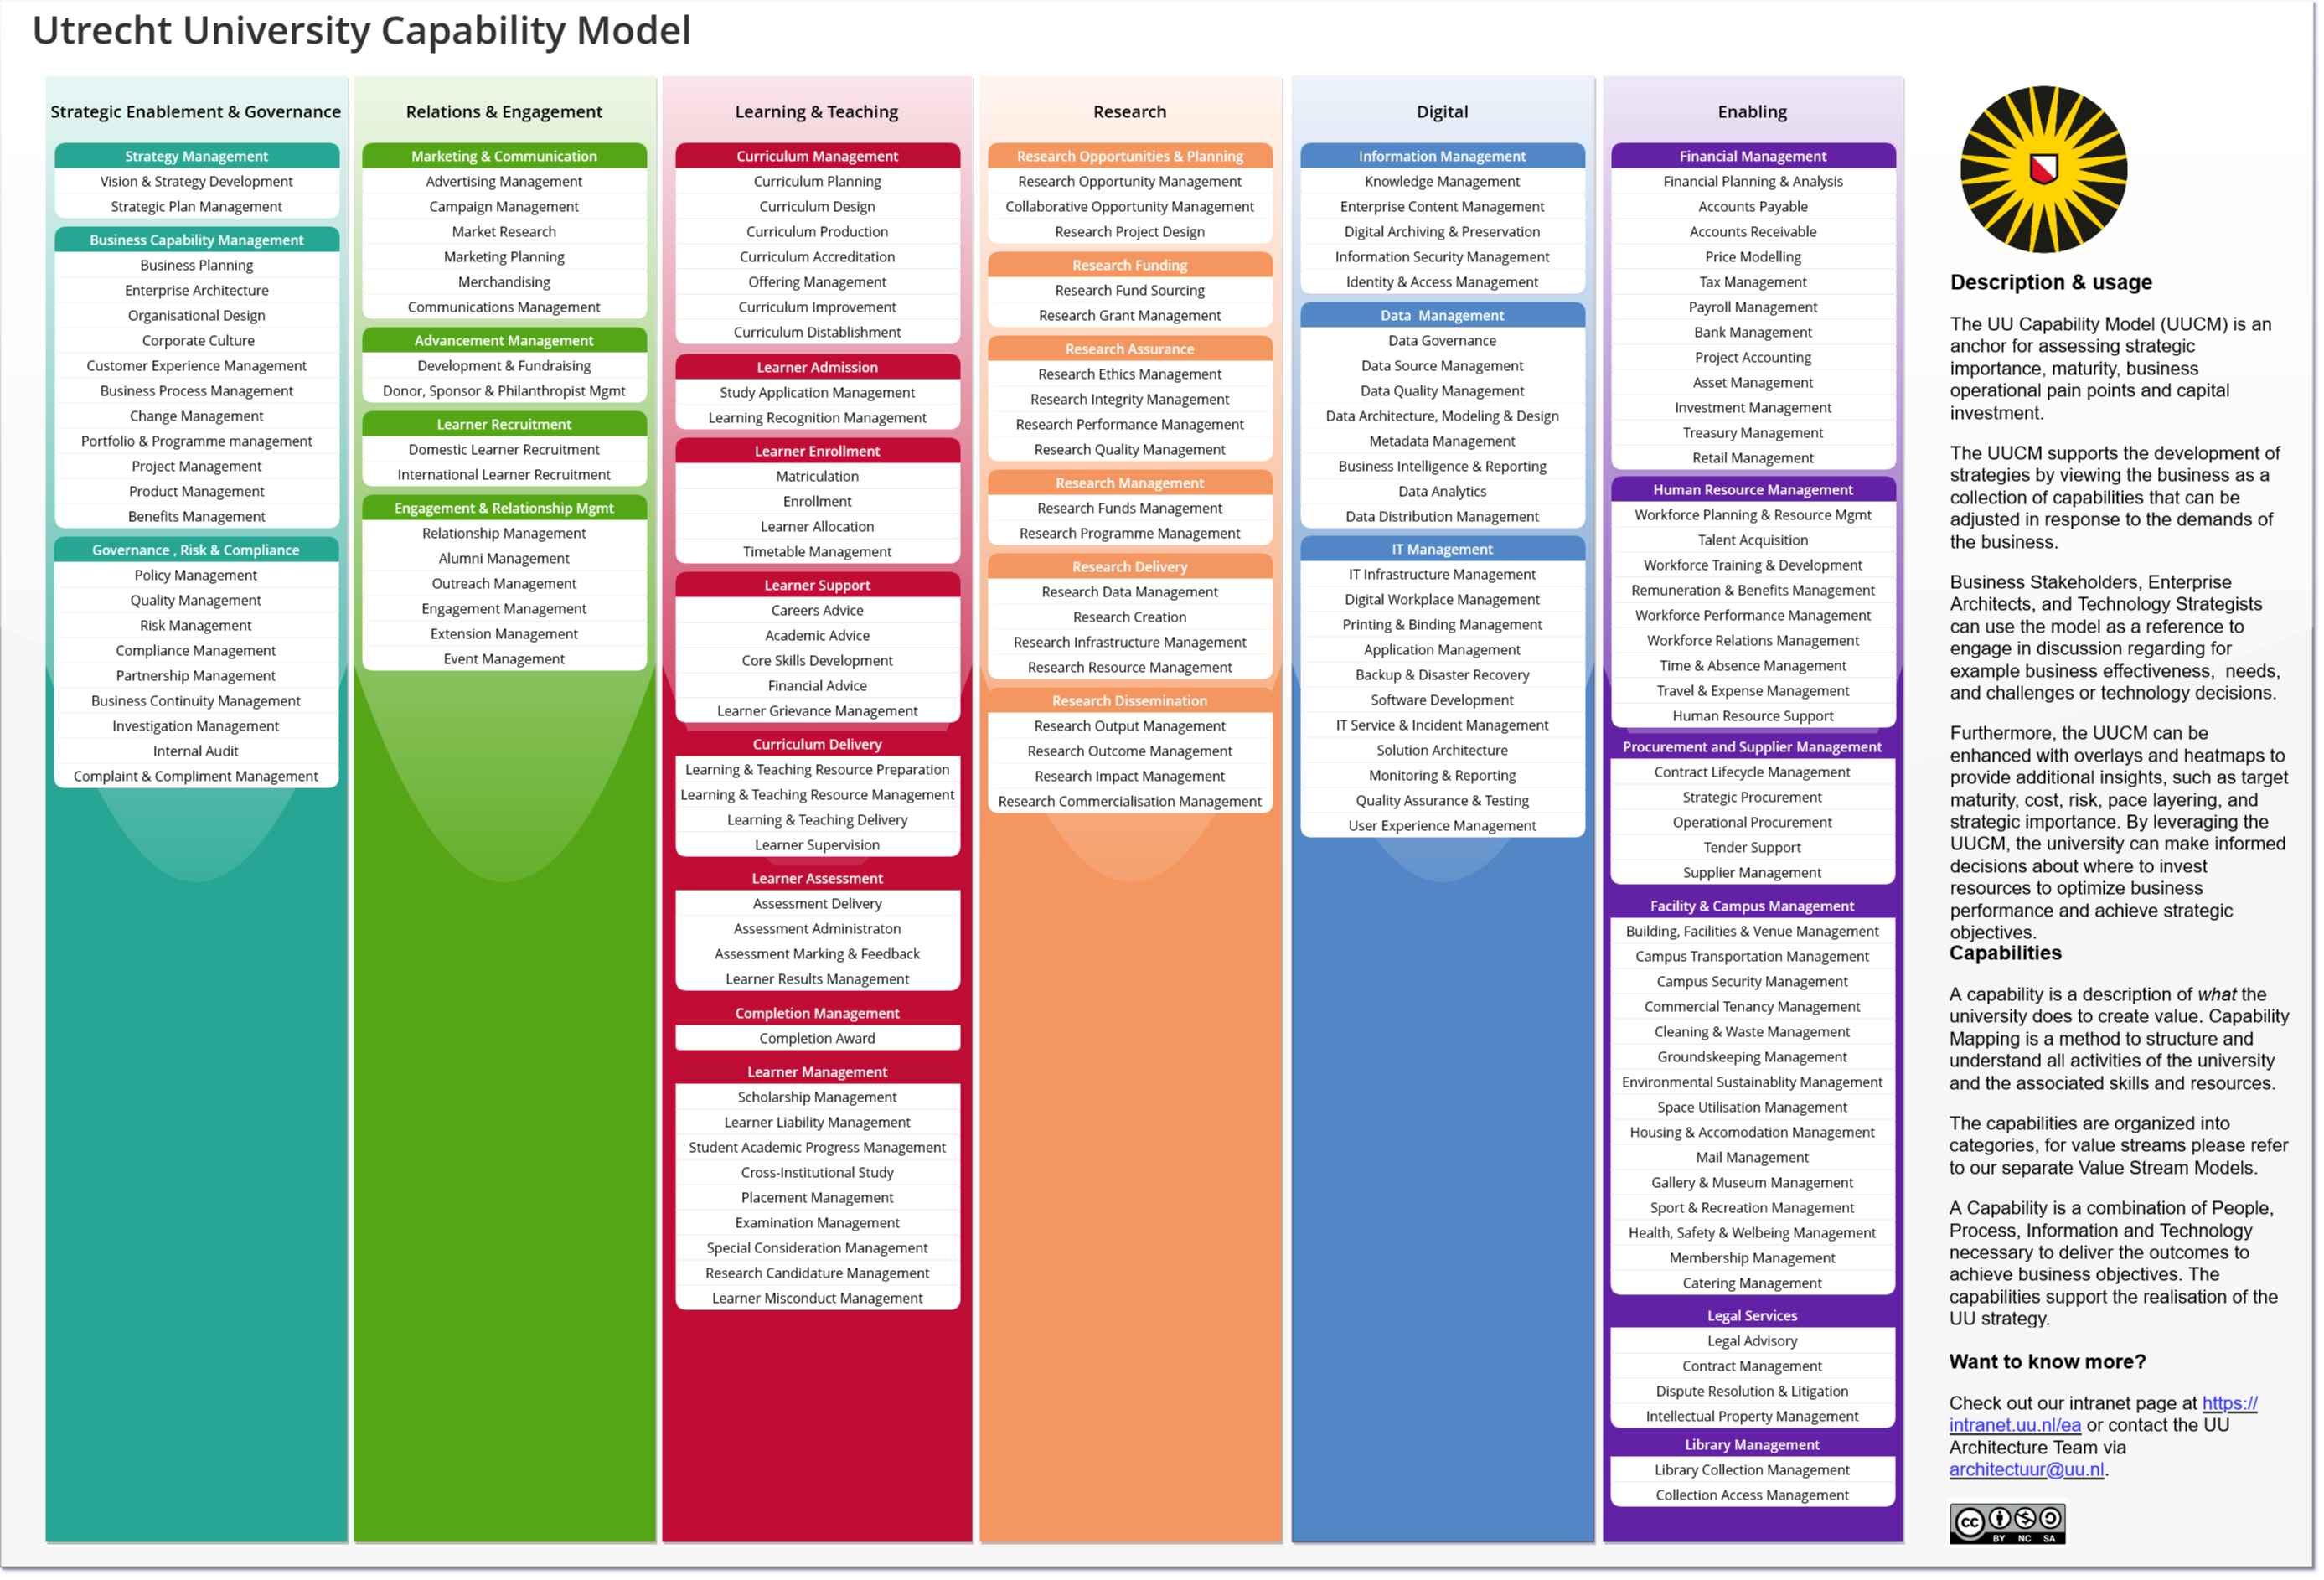 Utrecht University Capability Model
Strategic Enablement & Governance
Strategy Management
Vision & Strategy Development
Strategic Plan Management
Business Capability Management
Business Planning
Enterprise Architecture
Organisational Design
Corporate Culture
Customer Experience Management
Business Process Management
Change Management
Portfolio & Programme management
Project Management
Product Management
Benefits Management
Governance , Risk & Compliance
Policy Management
Quality Management
Risk Management
Compliance Management
Partnership Management
Business Continuity Management
Investigation Management
Internal Audit
Complaint & Compliment Management
Relations & Engagement
Marketing & Communication
Advertising Management
Campaign Management
Market Research
Marketing Planning
Merchandising
Communications Management
Advancement Management
Development & Fundraising
Donor, Sponsor & Philanthropist Mgmt
Learner Recruitment
Domestic Learner Recruitment
International Learner Recruitment
Engagement & Relationship Mgmt
Relationship Management
Alumni Management
Outreach Management
Engagement Management
Extension Management
Event Management
Learning & Teaching
Curriculum Management
Curriculum Planning
Curriculum Design
Curriculum Production
Curriculum Accreditation
Offering Management
Curriculum Improvement
Curriculum Distablishment
Learner Admission
Study Application Management
Learning Recognition Management
Learner Enrollment
Matriculation
Enrollment
Learner Allocation
Timetable Management
Learner Support
Careers Advice
Academic Advice
Core Skills Development
Financial Advice
Learner Grievance Management
Curriculum Delivery
Learning & Teaching Resource Preparation
Learning & Teaching Resource Management
Learning & Teaching Delivery
Learner Supervision
Learner Assessment
Assessment Delivery
Assessment Administraton
Assessment Marking & Feedback
Learner Results Management
Completion Management
Completion Award
Learner Management
Scholarship Management
Learner Liability Management
Student Academic Progress Management
Cross-Institutional Study
Placement Management
Examination Management
Special Consideration Management
Research Candidature Management
Learner Misconduct Management
Research
Research Opportunities & Planning
Research Opportunity Management
Collaborative Opportunity Management
Research Project Design
Research Funding
Research Fund Sourcing
Research Grant Management
Research Assurance
Research Ethics Management
Research Integrity Management
Research Performance Management
Research Quality Management
Research Management
Research Funds Management
Research Programme Management
Research Delivery
Research Data Management
Research Creation
Research Infrastructure Management
Research Resource Management
Research Dissemination
Research Output Management
Research Outcome Management
Research Impact Management
Research Commercialisation Management
Digital
Information Management
Knowledge Management
Enterprise Content Management
Digital Archiving & Preservation
Information Security Management
Identity & Access Management
Data Management
Data Governance
Data Source Management
Data Quality Management
Data Architecture, Modeling & Design
Metadata Management
Business Intelligence & Reporting
Data Analytics
Data Distribution Management
IT Management
IT Infrastructure Management
Digital Workplace Management
Printing & Binding Management
Application Management
Backup & Disaster Recovery
Software Development
IT Service & Incident Management
Solution Architecture
Monitoring & Reporting
Quality Assurance & Testing
User Experience Management
Enabling
Financial Management
Financial Planning & Analysis
Accounts Payable
Accounts Receivable
Price Modelling
Tax Management
Payroll Management
Bank Management
Project Accounting
Asset Management
Investment Management
Treasury Management
Retail Management
Human Resource Management
Workforce Planning & Resource Mgmt
Talent Acquisition
Workforce Training & Development
Remuneration & Benefits Management
Workforce Performance Management
Workforce Relations Management
Time & Absence Management
Travel & Expense Management
Human Resource Support
Procurement and Supplier Management
Contract Lifecycle Management
Strategic Procurement
Operational Procurement
Tender Support
Supplier Management
Facility & Campus Management
Building, Facilities & Venue Management
Campus Transportation Management
Campus Security Management
Commercial Tenancy Management
Cleaning & Waste Management
Groundskeeping Management
Environmental Sustainablity Management
Space Utilisation Management
Housing & Accomodation Management
Mail Management
Gallery & Museum Management
Sport & Recreation Management
Health, Safety & Welbeing Management
Membership Management
Catering Management
Legal Services
Legal Advisory
Contract Management
Dispute Resolution & Litigation
Intellectual Property Management
Library Management
Library Collection Management
Collection Access Management
Description & usage
The UU Capability Model (UUCM) is an
anchor for assessing strategic
importance, maturity, business
operational pain points and capital
investment.
The UUCM supports the development of
strategies by viewing the business as a
collection of capabilities that can be
adjusted in response to the demands of
the business.
Business Stakeholders, Enterprise
Architects, and Technology Strategists
can use the model as a reference to
engage in discussion regarding for
example business effectiveness, needs,
and challenges or technology decisions.
Furthermore, the UUCM can be
enhanced with overlays and heatmaps to
provide additional insights, such as target
maturity, cost, risk, pace layering, and
strategic importance. By leveraging the
UUCM, the university can make informed
decisions about where to invest
resources to optimize business
performance and achieve strategic
objectives.
Capabilities
A capability is a description of what the
university does to create value. Capability
Mapping is a method to structure and
understand all activities of the university
and the associated skills and resources.
The capabilities are organized into
categories, for value streams please refer
to our separate Value Stream Models.
A Capability is a combination of People,
Process, Information and Technology
necessary to deliver the outcomes to
achieve business objectives. The
capabilities support the realisation of the
UU strategy.
Want to know more?
Check out our intranet page at https://
intranet.uu.nl/ea or contact the UU
Architecture Team via
architectuur@uu.nl.
cc
BY NC SA